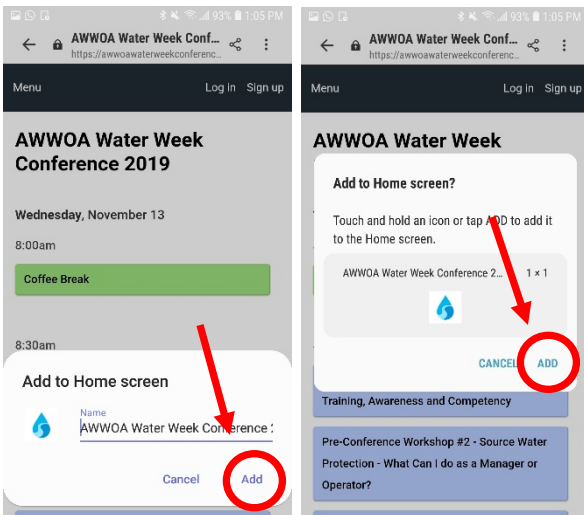 93% 1:05 PM
AWWOA Water Week Conf...
https://awwoawaterweekconferenc...
Menu Log in Sign up
AWWOA Water Week
Conference 2019
Wednesday, November 13
8:00am
Coffee Break
8:30am
Add to Home screen
Name
AWWOA Water Week Conference 2
Cancel Add
93% 1:05 PM
AWWOA Water Week Conf...
https://awwoawaterweekconferenc...
Menu Log in Sign up
AWWOA Water Week
Add to Home screen?
Touch and hold an icon or tap ADD to add it
to the Home screen.
AWWOA Water Week Conference 2... 1 × 1
CANCEL ADD
Training, Awareness and Competency
Pre-Conference Workshop #2 - Source Water
Protection - What Can I do as a Manager or
Operator?